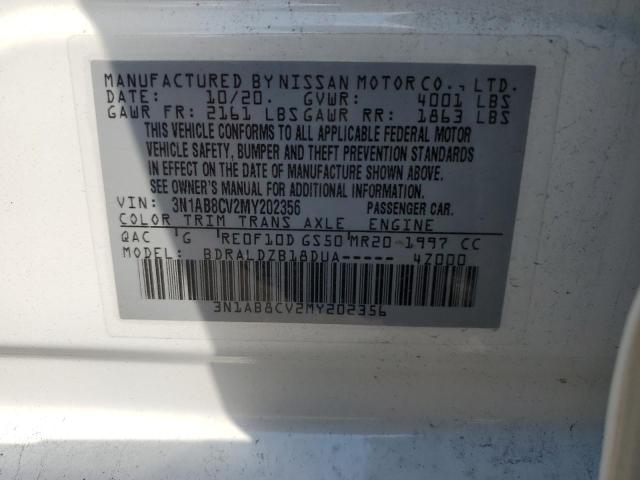 MANUFACTURED BY NISSAN MOTOR CO., LTD.
DATE: 10/20. GVWR: 4001 LBS
GAWR FR: 2161 LBS GAWR RR: 1863 LBS
THIS VEHICLE CONFORMS TO ALL APPLICABLE FEDERAL MOTOR
VEHICLE SAFETY, BUMPER AND THEFT PREVENTION STANDARDS
IN EFFECT ON THE DATE OF MANUFACTURE SHOWN ABOVE.
SEE OWNER'S MANUAL FOR ADDITIONAL INFORMATION.
VIN: 3N1AB8CV2MY202356 PASSENGER CAR.
COLOR TRIM TRANS AXLE ENGINE
QAC G RE0F10D GS50 MR20 1997 CC
MODEL: BDRALDZB18DUA----- 4Z000
3N1AB8CV2MY202356